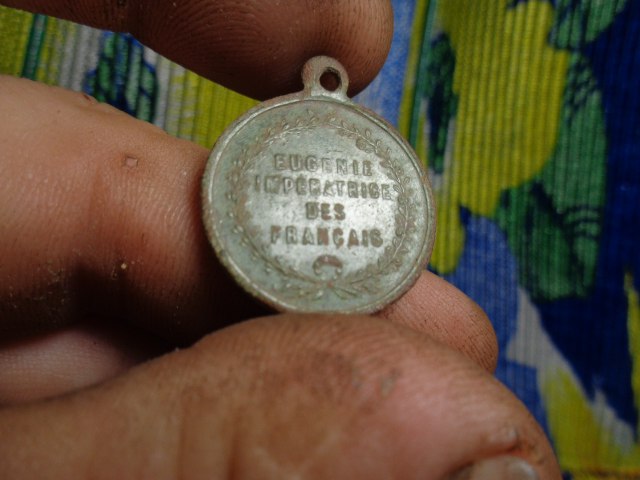 EUGENIE
IMPÉRATRICE
DES
FRANÇAIS